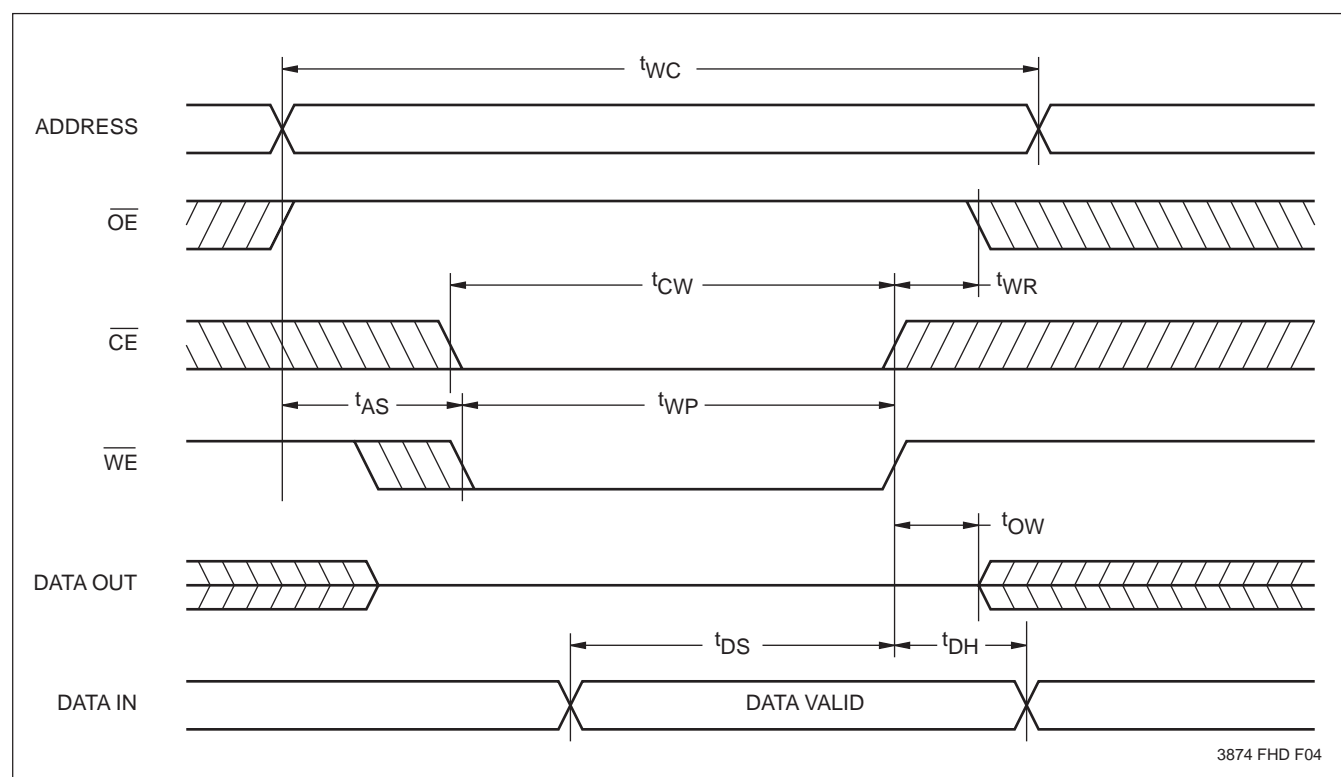 tWC
ADDRESS
OE
tCW
tWR
CE
tAS
tWP
WE
tOW
DATA OUT
tDS
tDH
DATA IN
DATA VALID
3874 FHD F04